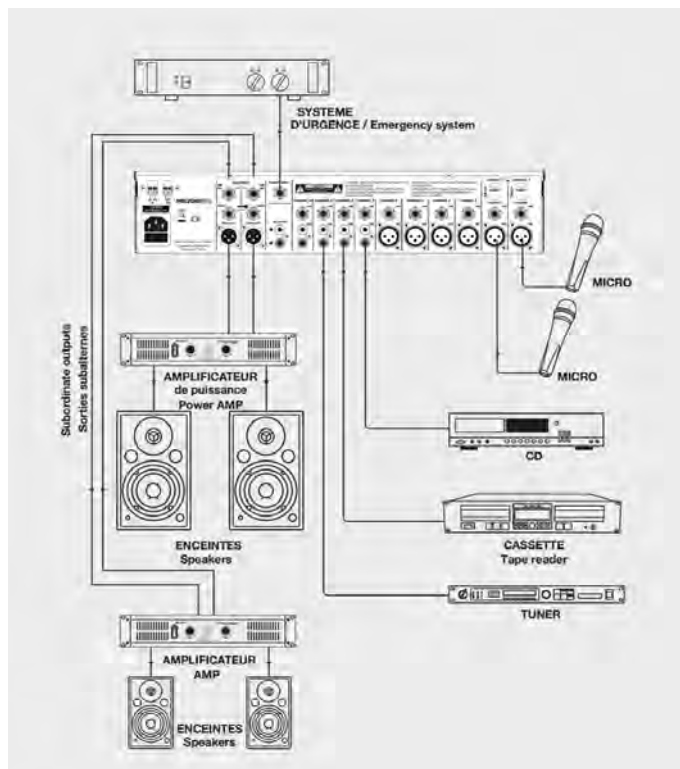 SYSTEME
D'URGENCE / Emergency system
MICRO
MICRO
Subordinate outputs
Sorties subalternes
AMPLIFICATEUR
de puissance
Power AMP
CD
ENCEINTES
Speakers
CASSETTE
Tape reader
TUNER
AMPLIFICATEUR
AMP
ENCEINTES
Speakers